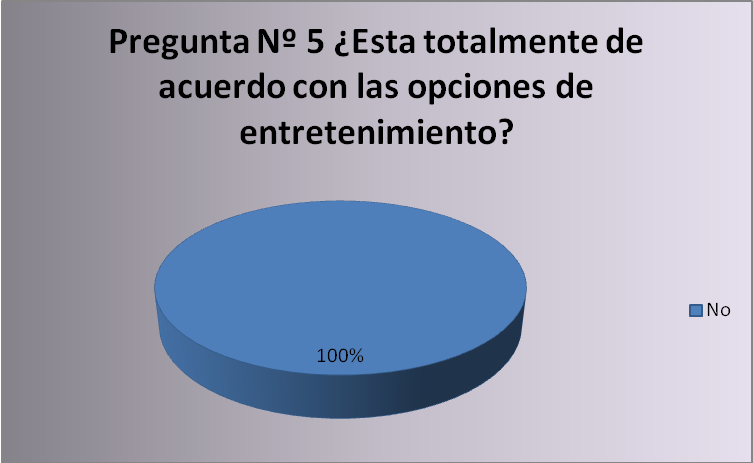 Pregunta Nº 5 ¿Esta totalmente de
acuerdo con las opciones de
entretenimiento?
100%
No